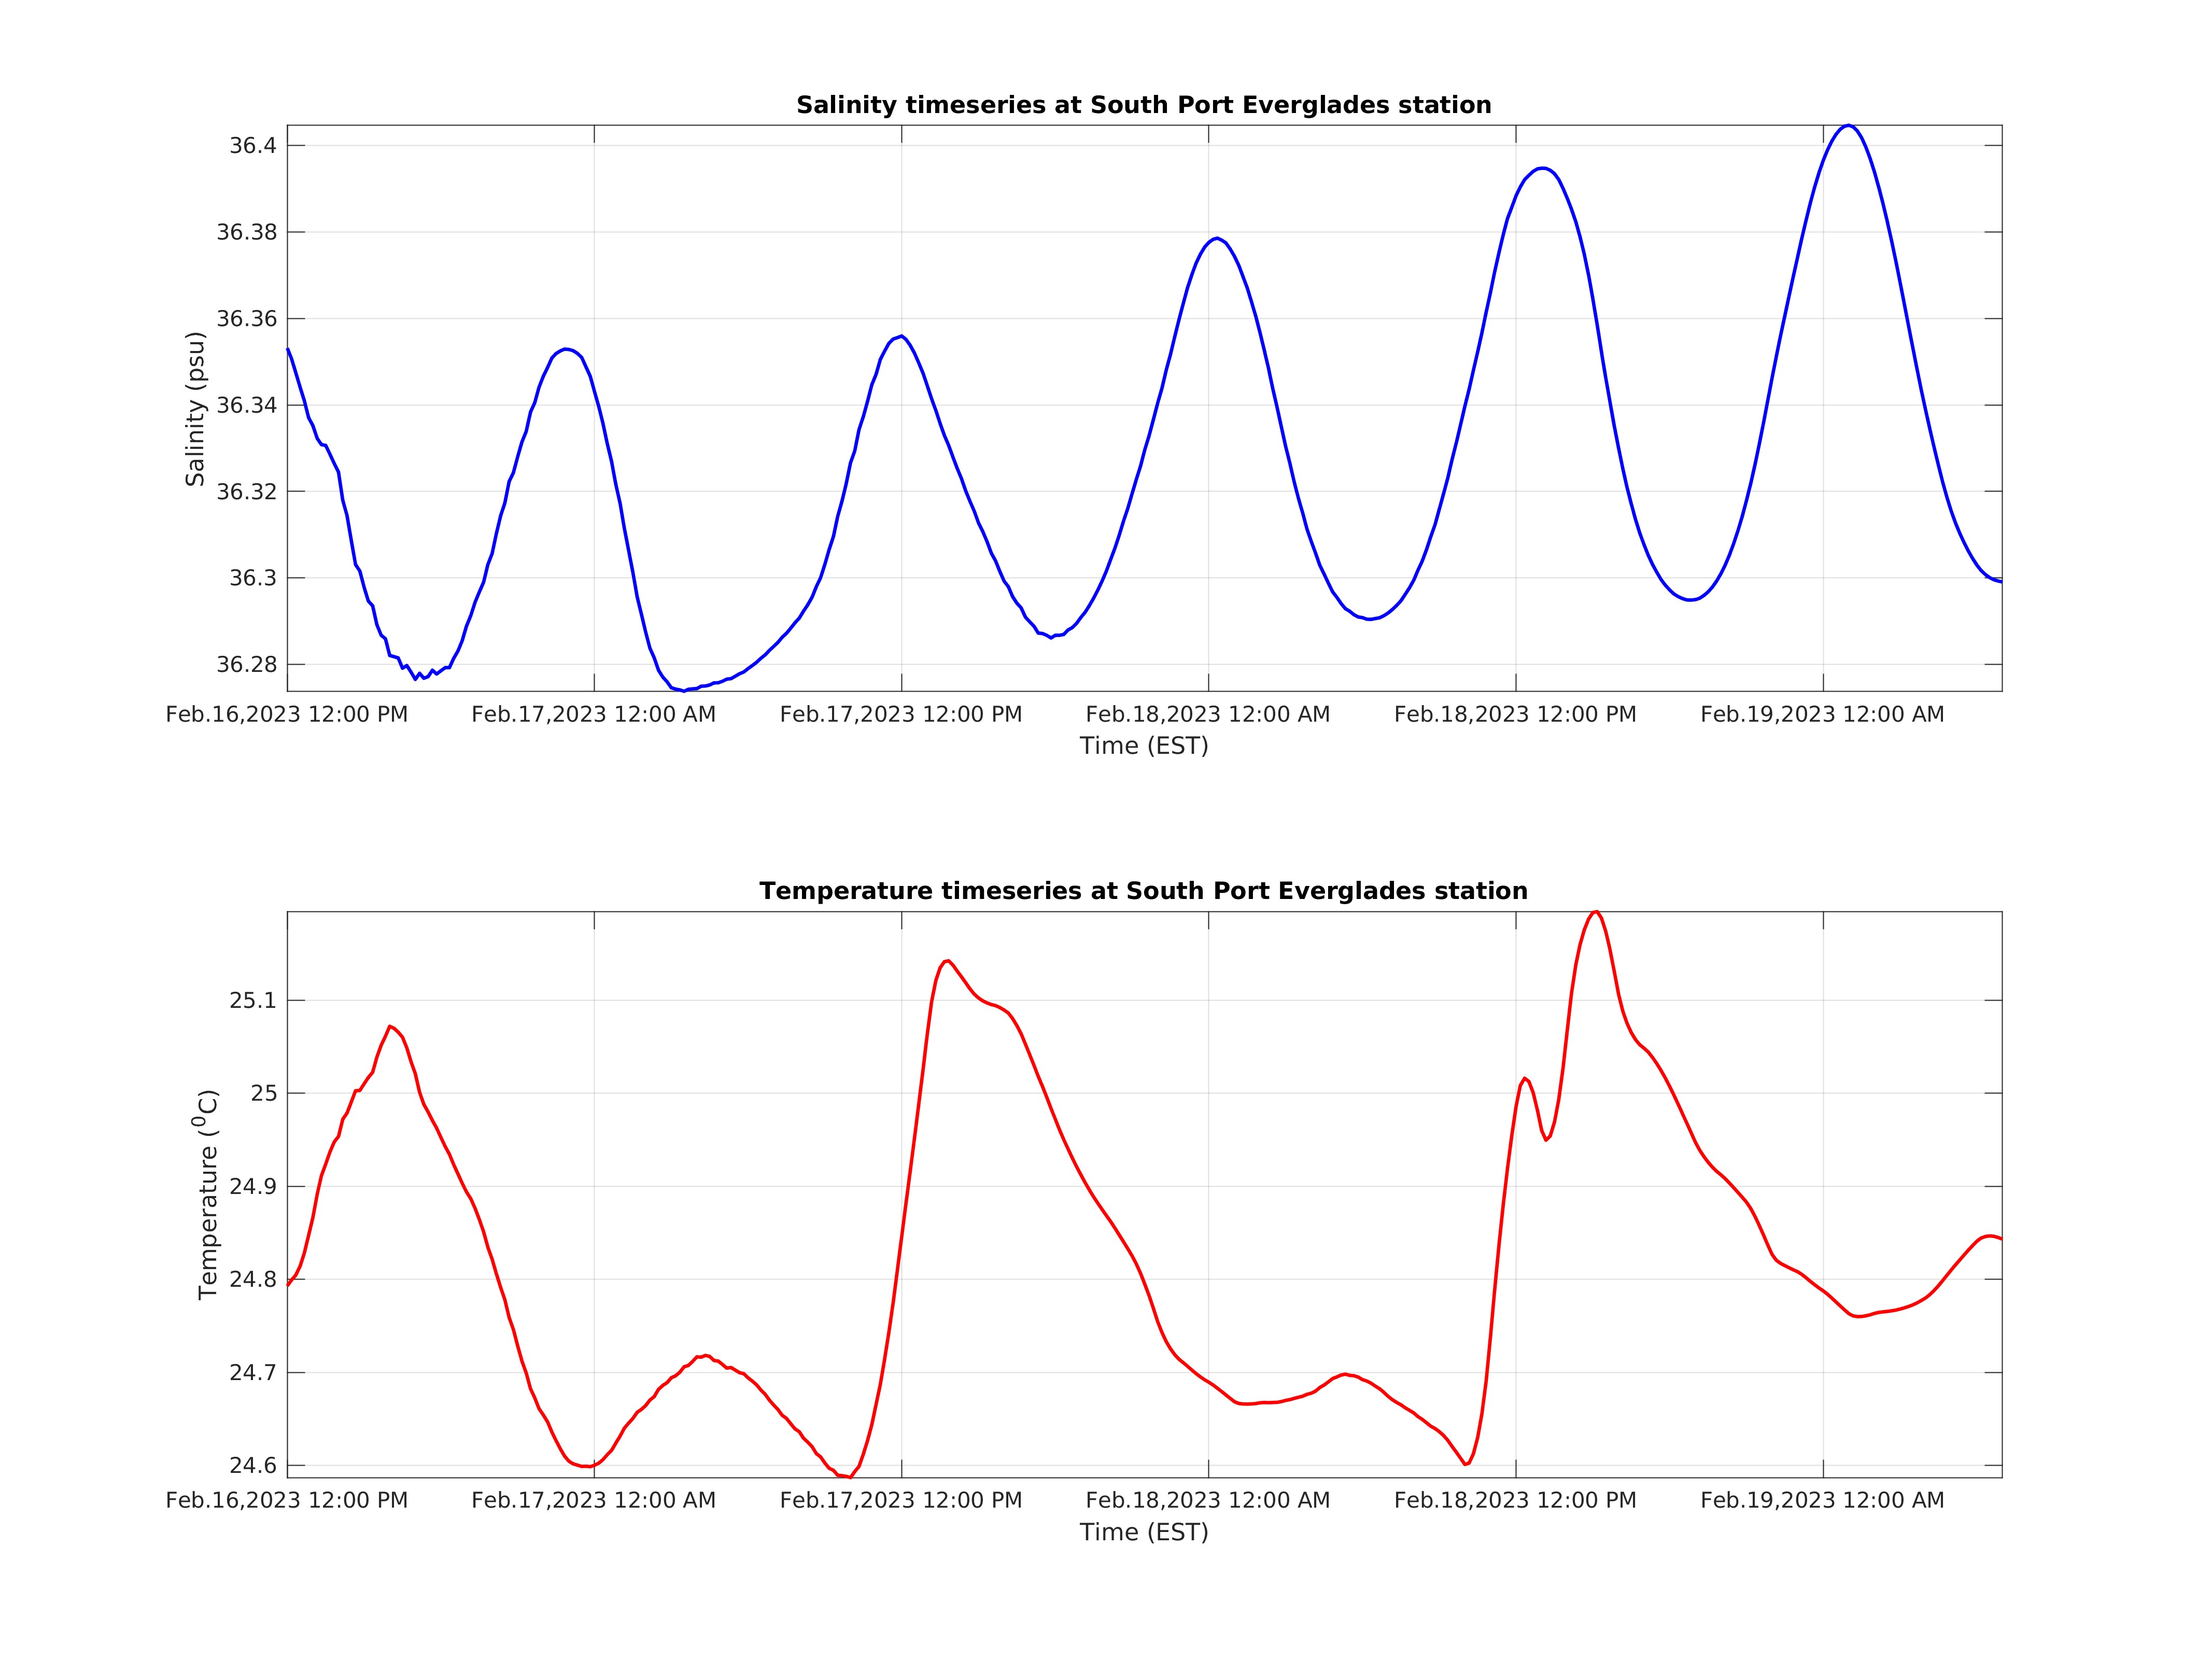 Salinity timeseries at South Port Everglades station
36.4
36.38
36.36
36.34
36.32
36.3
36.28
Salinity (psu)
Feb.16,2023 12:00 PM Feb.17,2023 12:00 AM Feb.17,2023 12:00 PM Feb.18,2023 12:00 AM Feb.18,2023 12:00 PM Feb.19,2023 12:00 AM
Time (EST)
Temperature timeseries at South Port Everglades station
25.1
25
24.9
24.8
24.7
24.6
Temperature (⁰C)
Feb.16,2023 12:00 PM Feb.17,2023 12:00 AM Feb.17,2023 12:00 PM Feb.18,2023 12:00 AM Feb.18,2023 12:00 PM Feb.19,2023 12:00 AM
Time (EST)